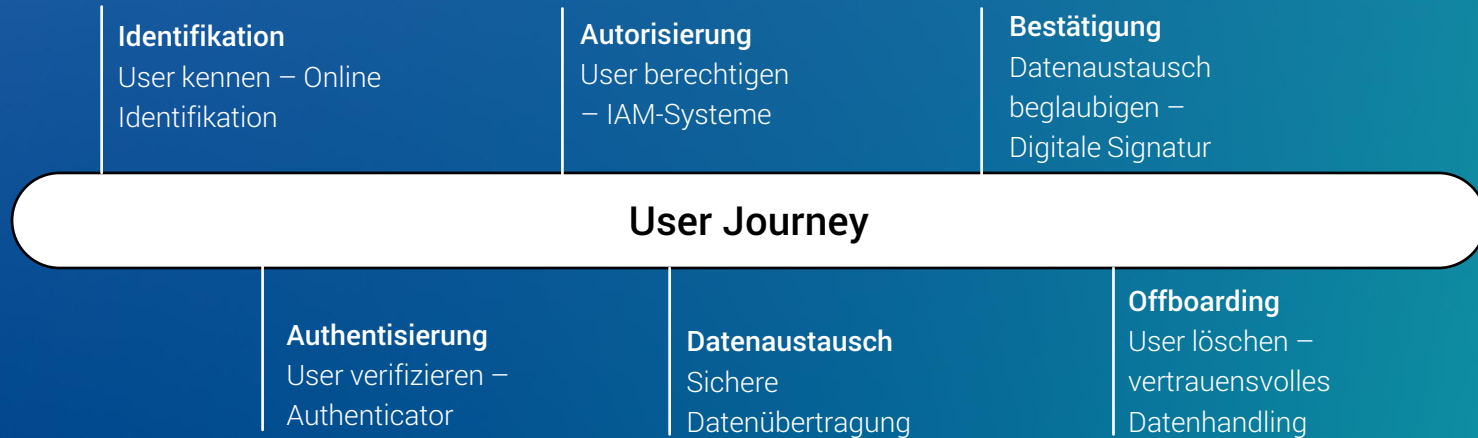 Identifikation
User kennen – Online
Identifikation
Autorisierung
User berechtigen
– IAM-Systeme
Bestätigung
Datenaustausch
beglaubigen –
Digitale Signatur
User Journey
Authentisierung
User verifizieren –
Authenticator
Datenaustausch
Sichere
Datenübertragung
Offboarding
User löschen –
vertrauensvolles
Datenhandling